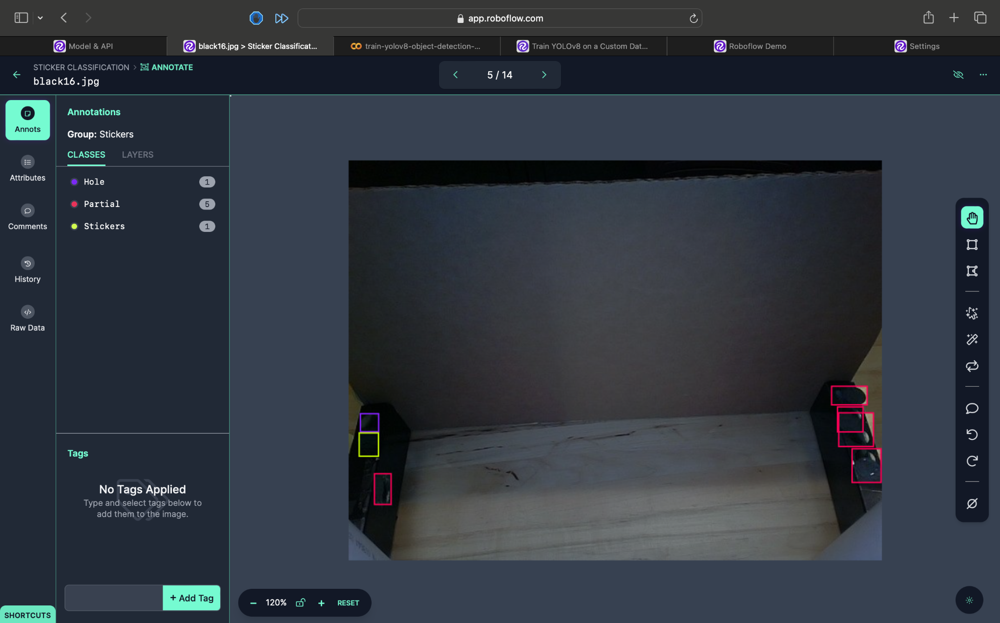 app.roboflow.com
Model & API
black16.jpg > Sticker Classificat...
train-yolov8-object-detection-...
Train YOLOv8 on a Custom Dat...
Roboflow Demo
Settings
STICKER CLASSIFICATION > ANNOTATE
black16.jpg
5 / 14
Annots
Attributes
Comments
History
Raw Data
SHORTCUTS
Annotations
Group: Stickers
CLASSES LAYERS
Hole 1
Partial 5
Stickers 1
Tags
No Tags Applied
Type and select tags below to
add them to the image.
+ Add Tag
− 120% + RESET